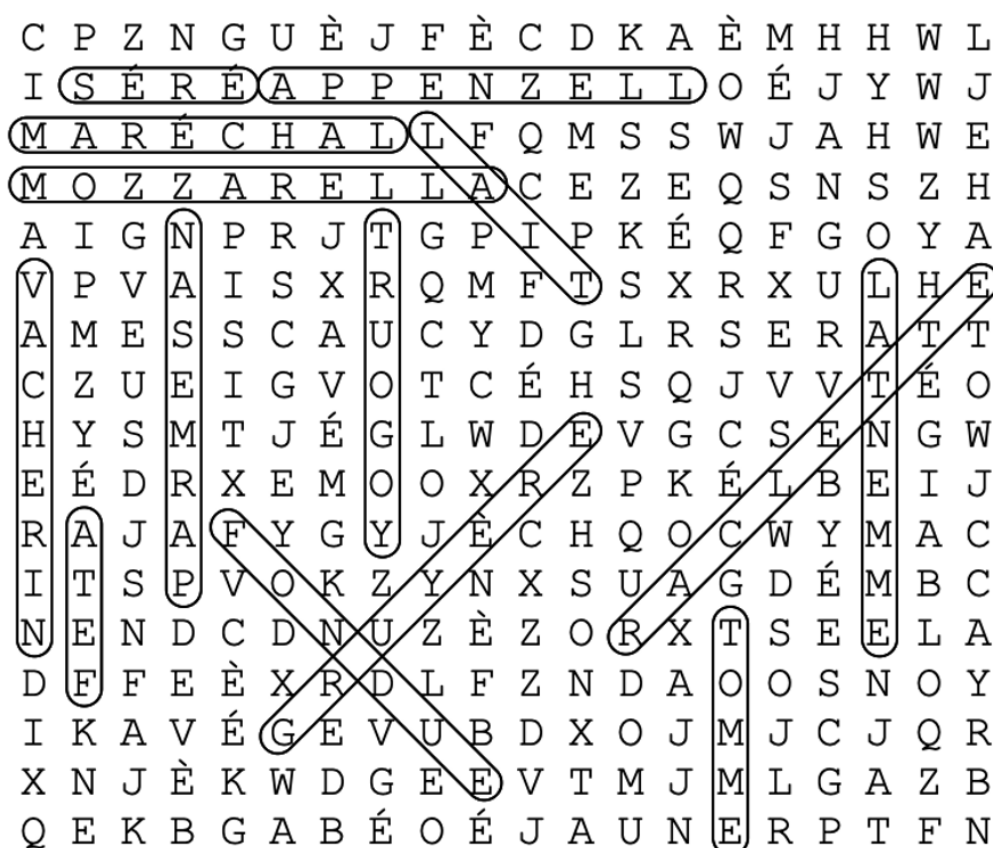 C P Z N G U È J F È C D K A È M H H W L
I S É R É A P P E N Z E L L O É J Y W J
M A R É C H A L L F Q M S S W J A H W E
M O Z Z A R E L L A C E Z E Q S N S Z H
A I G N P R J T G P I P K É Q F G O Y A
V P V A I S X R Q M F T S X R X U L H E
A M E S S C A U C Y D G L R S E R A T T
C Z U E I G V O T C É H S Q J V V T É O
H Y S M T J É G L W D E V G C S E N G W
E É D R X E M O O X R Z P K É L B E I J
R A J A F Y G Y J È C H Q O C W Y M A C
I T S P V O K Z Y N X S U A G D É M B C
N E N D C D N U Z È Z O R X T S E E L A
D F F E È X R D L F Z N D A O O S N O Y
I K A V É G E V U B D X O J M J C J Q R
X N J È K W D G E E V T M J M L G A Z B
Q E K B G A B É O É J A U N E R P T F N